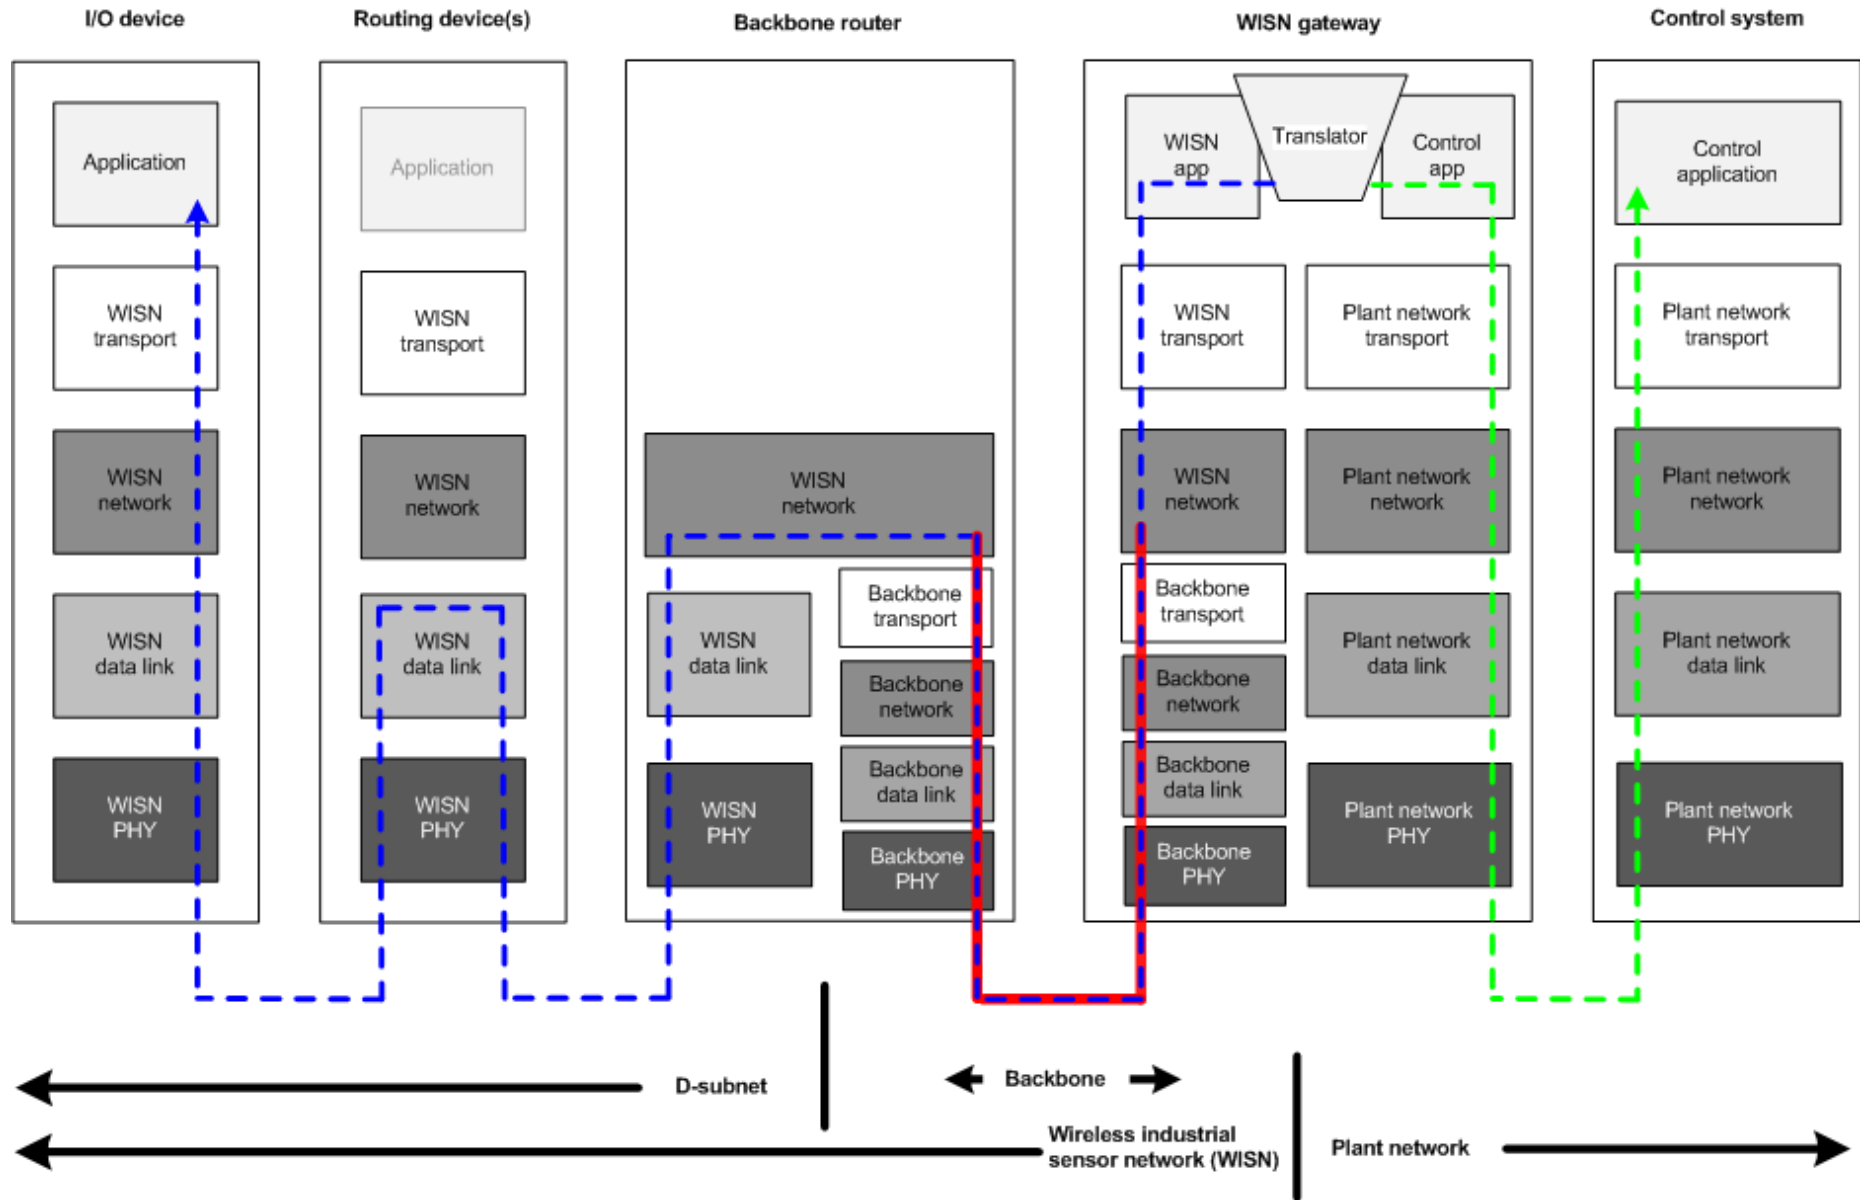 I/O device
Routing device(s)
Backbone router
WISN gateway
Control system
Application
WISN
transport
WISN
network
WISN
data link
WISN
PHY
Application
WISN
transport
WISN
network
WISN
data link
WISN
PHY
WISN
network
WISN
data link
WISN
PHY
Backbone
transport
Backbone
network
Backbone
data link
Backbone
PHY
WISN
app
Translator
Control
app
WISN
transport
WISN
network
Backbone
transport
Backbone
network
Backbone
data link
Backbone
PHY
Plant network
transport
Plant network
network
Plant network
data link
Plant network
PHY
Control
application
Plant network
transport
Plant network
network
Plant network
data link
Plant network
PHY
D-subnet
Backbone
Wireless industrial
sensor network (WISN)
Plant network